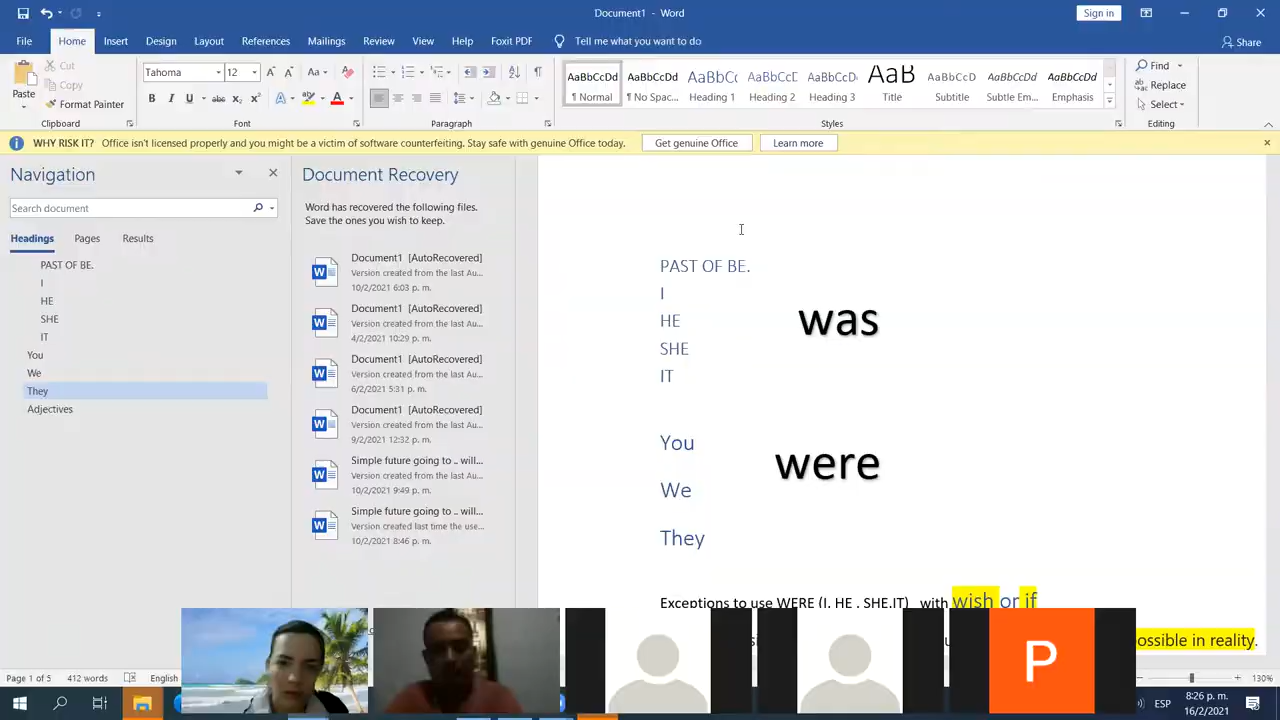 Document1 - Word
Sign in
File Home Insert Design Layout References Mailings Review View Help Foxit PDF Tell me what you want to do Share
Cut
Copy
Format Painter
Paste
Tahoma 12
AaBbCcDd AaBbCcDd AaBbCc AaBbCcD AaBbCcDd AaB AaBbCcD AaBbCcDd AaBbCcDd
¶ Normal ¶ No Spac... Heading 1 Heading 2 Heading 3 Title Subtitle Subtle Em... Emphasis
Find
Replace
Select
Clipboard Font Paragraph Styles Editing
WHY RISK IT? Office isn't licensed properly and you might be a victim of software counterfeiting. Stay safe with genuine Office today. Get genuine Office Learn more
Navigation
Search document
Headings Pages Results
PAST OF BE.
I
HE
SHE
IT
You
We
They
Adjectives
Document Recovery
Word has recovered the following files.
Save the ones you wish to keep.
Document1 [AutoRecovered]
Version created from the last Au...
10/2/2021 6:03 p. m.
Document1 [AutoRecovered]
Version created from the last Au...
4/2/2021 10:29 p. m.
Document1 [AutoRecovered]
Version created from the last Au...
6/2/2021 5:31 p. m.
Document1 [AutoRecovered]
Version created from the last Au...
9/2/2021 12:32 p. m.
Simple future going to .. will...
Version created from the last Au...
10/2/2021 9:49 p. m.
Simple future going to .. will...
Version created last time the use...
10/2/2021 8:46 p. m.
PAST OF BE.
I
HE
was
SHE
IT
You
were
We
They
Exceptions to use WERE (I, HE , SHE,IT) with wish or if
possible in reality.
P
Page 1 of 5 412 words English
130%
ESP
8:26 p. m.
16/2/2021